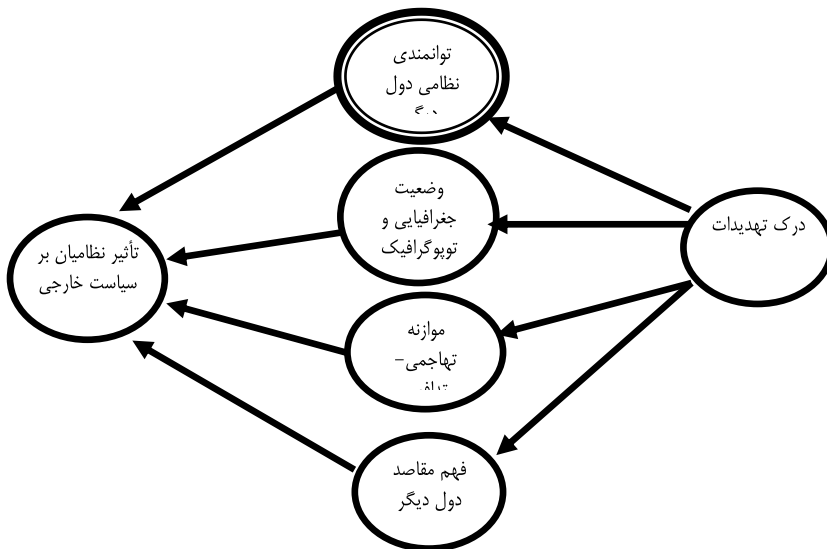 درک تهدیدات
توانمندی
نظامی دول
وضعیت
جغرافیایی و
توپوگرافیک
موازنه
تهاجمی-
فهم مقاصد
دول دیگر
تأثیر نظامیان بر
سیاست خارجی